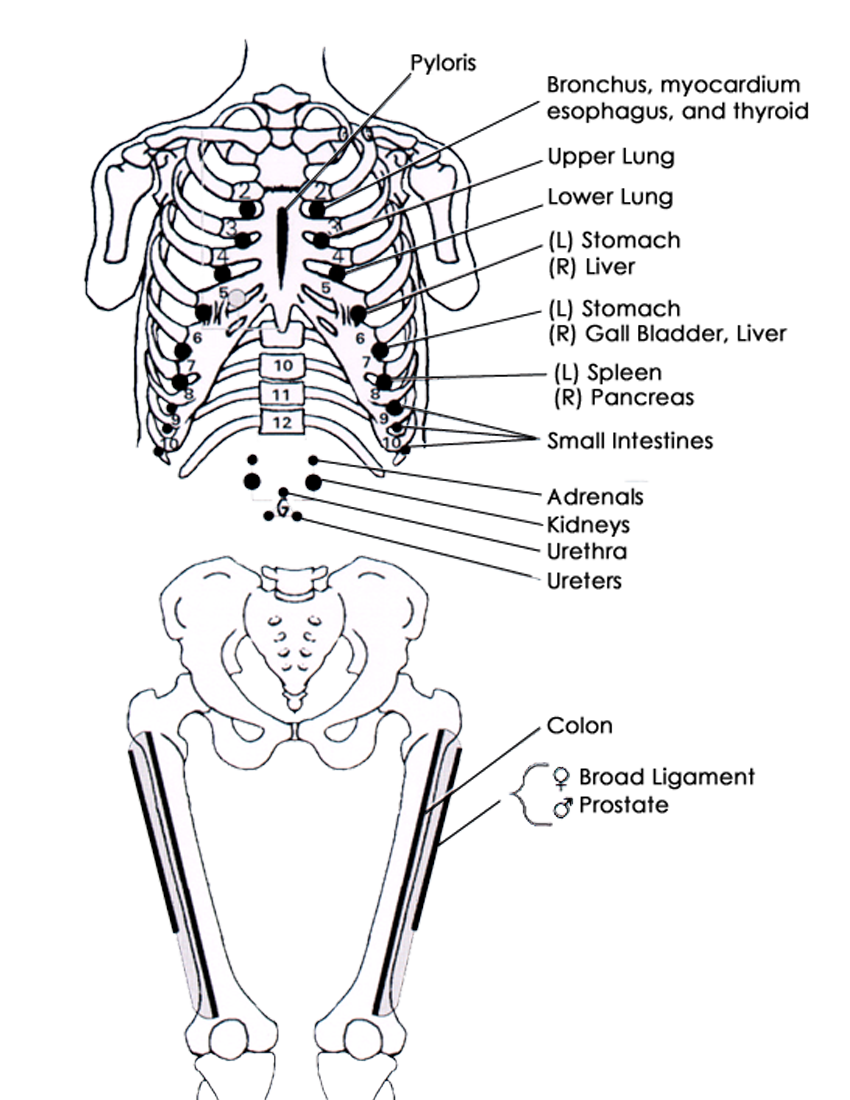 Pyloris
Bronchus, myocardium
esophagus, and thyroid
Upper Lung
Lower Lung
(L) Stomach
(R) Liver
(L) Stomach
(R) Gall Bladder, Liver
(L) Spleen
(R) Pancreas
Small Intestines
Adrenals
Kidneys
Urethra
Ureters
Colon
♀ Broad Ligament
♂ Prostate
2 2
3 3
4 4
5 5
6 6
7 10 7
8 11 8
9 12 9
10 10